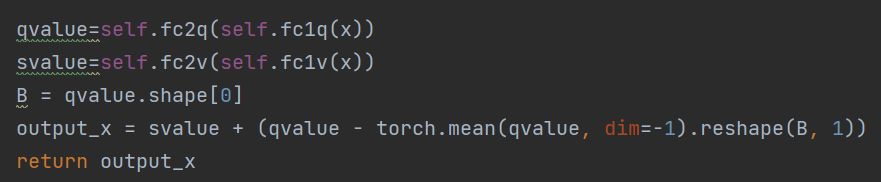 qvalue=self.fc2q(self.fc1q(x))
svalue=self.fc2v(self.fc1v(x))
B = qvalue.shape[0]
output_x = svalue + (qvalue - torch.mean(qvalue, dim=-1).reshape(B, 1))
return output_x